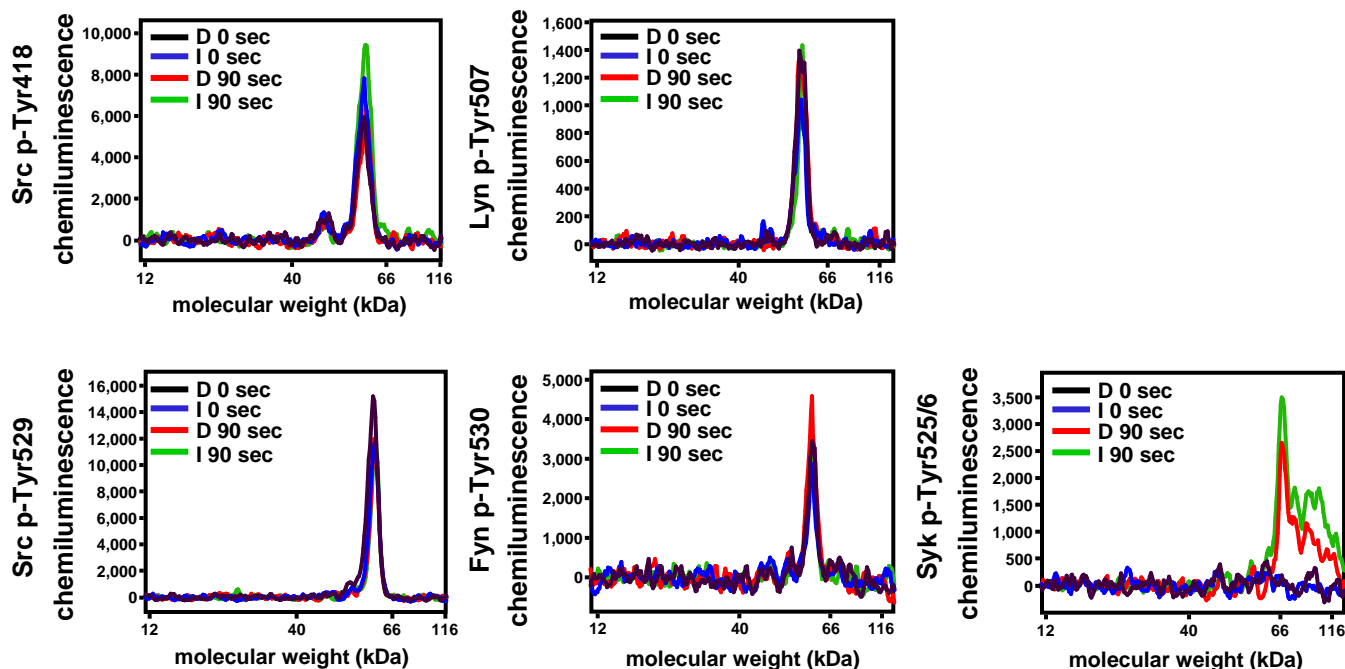 Src p-Tyr418
chemiluminescence
10,000
8,000
6,000
4,000
2,000
0
D 0 sec
I 0 sec
D 90 sec
I 90 sec
12 40 66 116
molecular weight (kDa)
Lyn p-Tyr507
chemiluminescence
1,600
1,400
1,200
1,000
800
600
400
200
0
D 0 sec
I 0 sec
D 90 sec
I 90 sec
12 40 66 116
molecular weight (kDa)
Src p-Tyr529
chemiluminescence
16,000
14,000
12,000
10,000
8,000
6,000
4,000
2,000
0
D 0 sec
I 0 sec
D 90 sec
I 90 sec
12 40 66 116
molecular weight (kDa)
Fyn p-Tyr530
chemiluminescence
5,000
4,000
3,000
2,000
1,000
0
D 0 sec
I 0 sec
D 90 sec
I 90 sec
12 40 66 116
molecular weight (kDa)
Syk p-Tyr525/6
chemiluminescence
3,500
3,000
2,500
2,000
1,500
1,000
500
0
D 0 sec
I 0 sec
D 90 sec
I 90 sec
12 40 66 116
molecular weight (kDa)